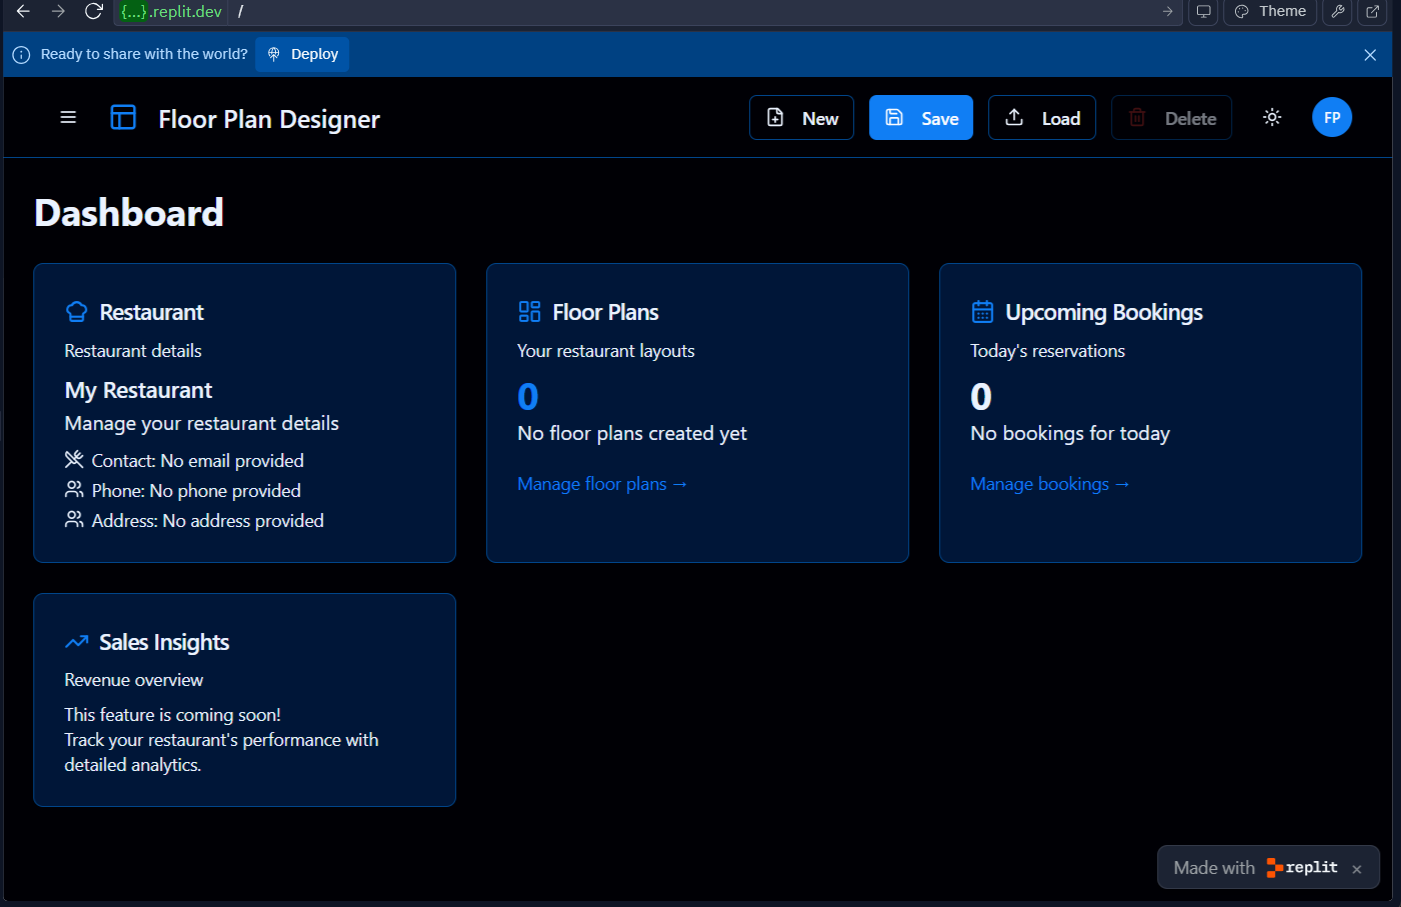 {...}.replit.dev /
Theme
Ready to share with the world? Deploy
Floor Plan Designer
New
Save
Load
Delete
FP
Dashboard
Restaurant
Restaurant details
My Restaurant
Manage your restaurant details
Contact: No email provided
Phone: No phone provided
Address: No address provided
Floor Plans
Your restaurant layouts
0
No floor plans created yet
Manage floor plans →
Upcoming Bookings
Today's reservations
0
No bookings for today
Manage bookings →
Sales Insights
Revenue overview
This feature is coming soon!
Track your restaurant's performance with
detailed analytics.
Made with replit ×